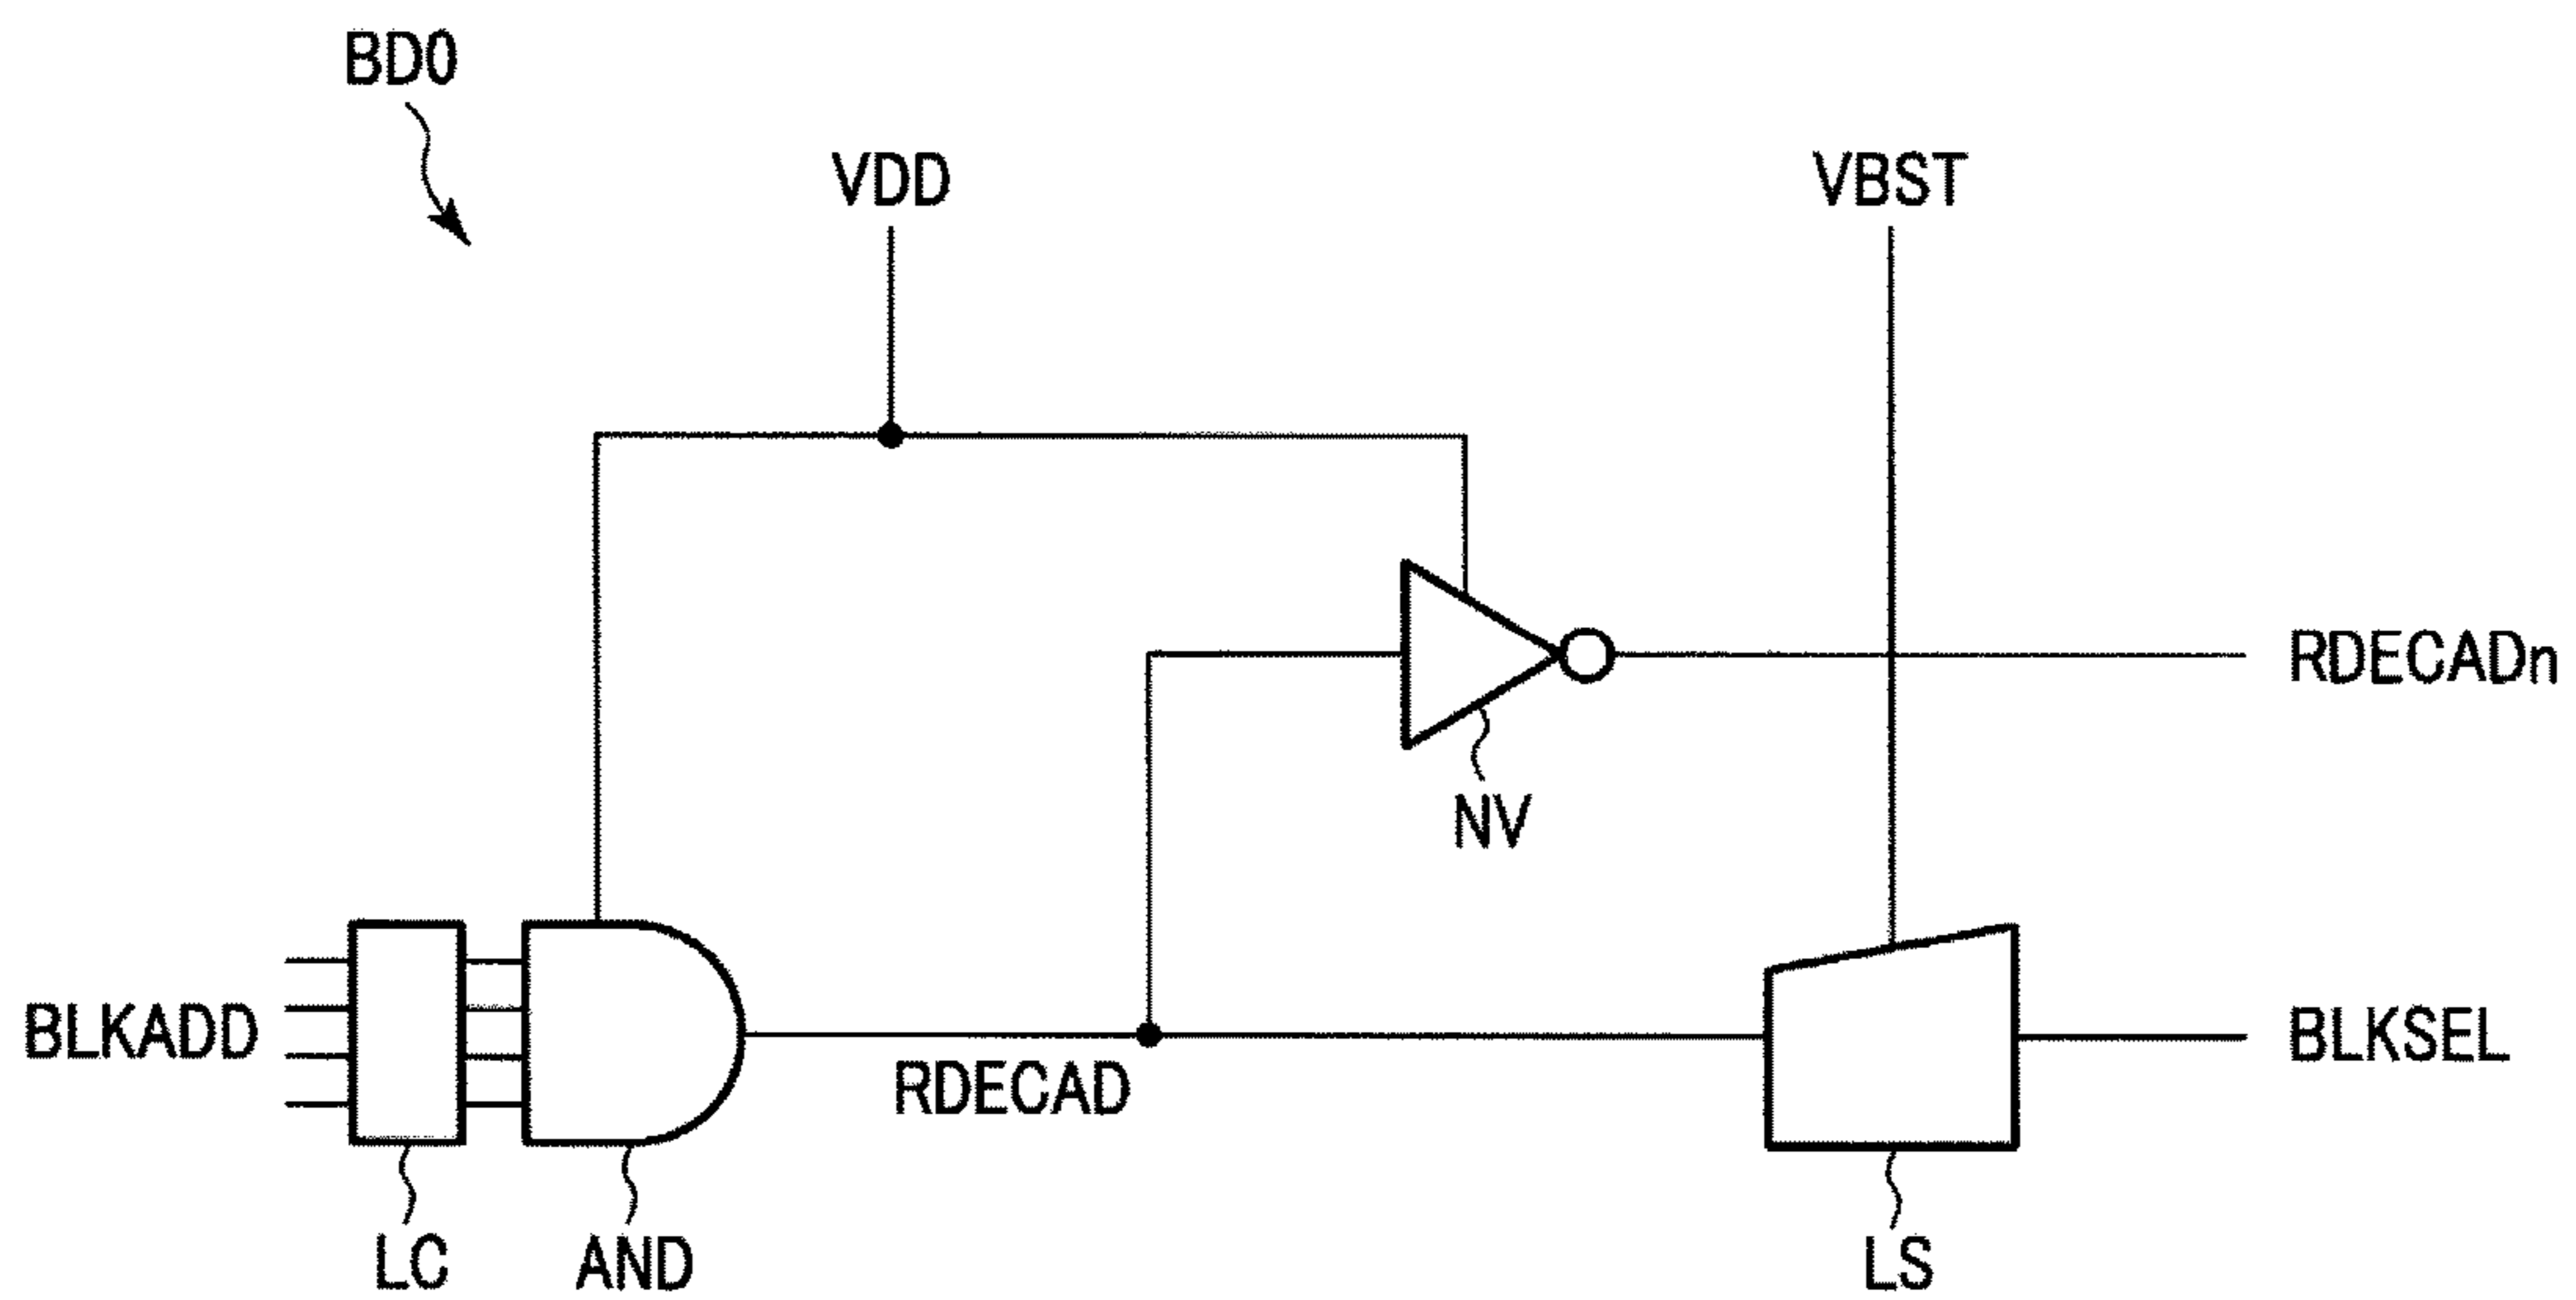 BD0
VDD
VBST
RDECADn
NV
BLKADD
RDECAD
BLKSEL
LC
AND
LS